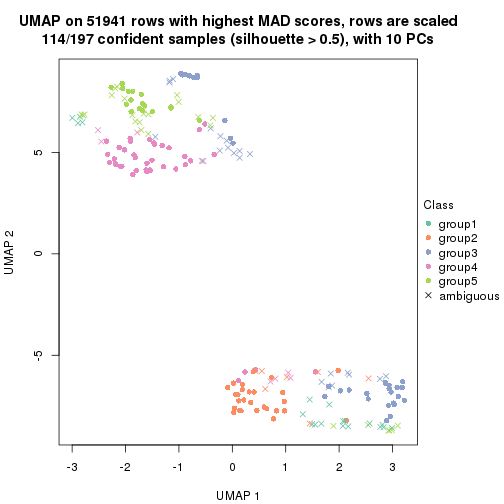 UMAP on 51941 rows with highest MAD scores, rows are scaled
114/197 confident samples (silhouette > 0.5), with 10 PCs
5
0
-5
UMAP 2
-3
-2
-1
0
1
2
3
UMAP 1
Class
group1
group2
group3
group4
group5
ambiguous